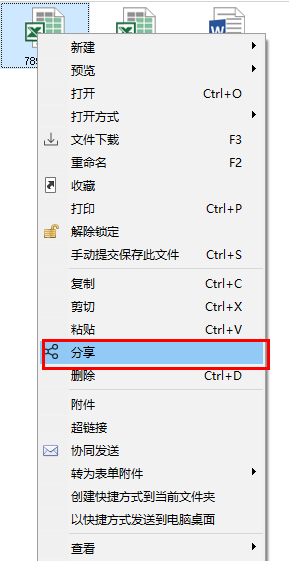 789
新建
预览
打开 Ctrl+O
打开方式
文件下载 F3
重命名 F2
收藏
打印 Ctrl+P
解除锁定
手动提交保存此文件 Ctrl+S
复制 Ctrl+C
剪切 Ctrl+X
粘贴 Ctrl+V
分享
删除 Ctrl+D
附件
超链接
协同发送
转为表单附件
创建快捷方式到当前文件夹
以快捷方式发送到电脑桌面
查看